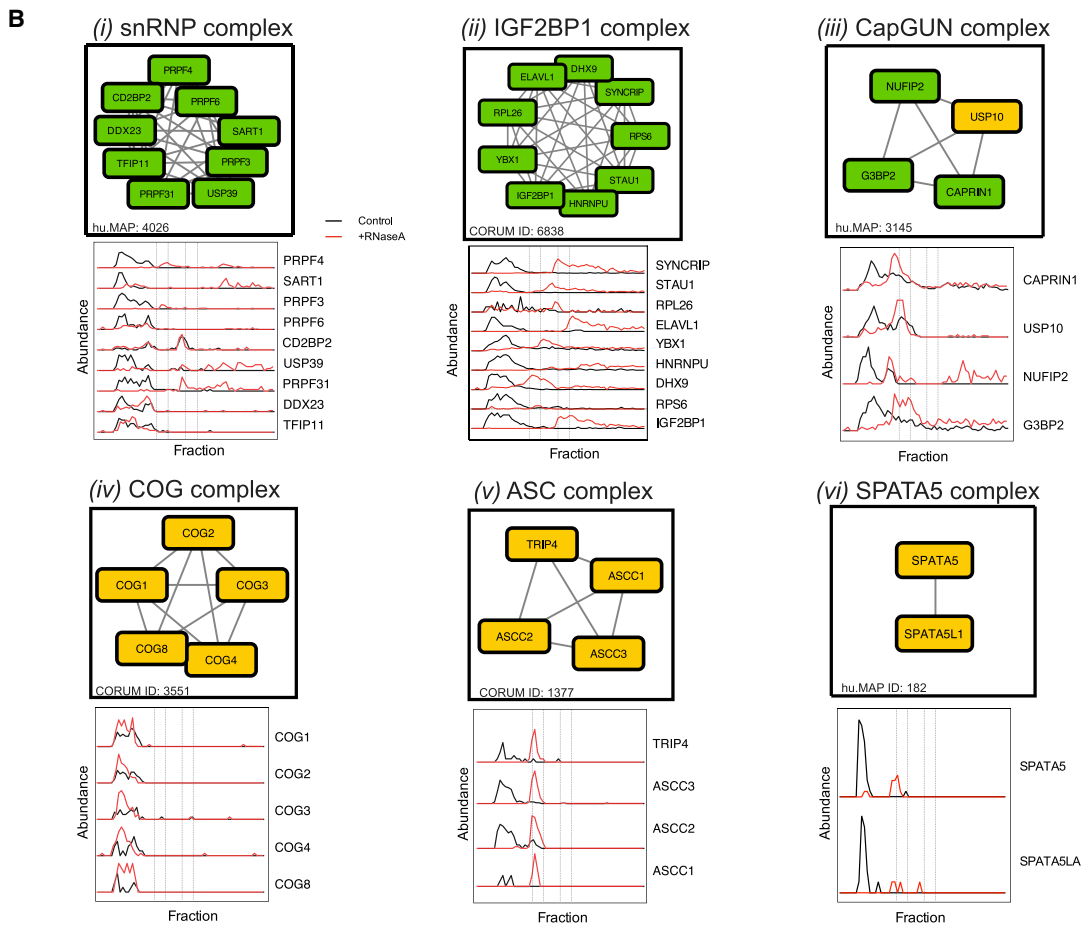 B
(i) snRNP complex
PRPF4
CD2BP2
PRPF6
DDX23
SART1
TFIP11
PRPF3
PRPF31
USP39
hu.MAP: 4026
Control
+RNaseA
Abundance
PRPF4
SART1
PRPF3
PRPF6
CD2BP2
USP39
PRPF31
DDX23
TFIP11
Fraction
(ii) IGF2BP1 complex
DHX9
ELAVL1
SYNCRIP
RPL26
RPS6
YBX1
STAU1
IGF2BP1
HNRNPU
CORUM ID: 6838
Abundance
SYNCRIP
STAU1
RPL26
ELAVL1
YBX1
HNRNPU
DHX9
RPS6
IGF2BP1
Fraction
(iii) CapGUN complex
NUFIP2
USP10
G3BP2
CAPRIN1
hu.MAP: 3145
Abundance
CAPRIN1
USP10
NUFIP2
G3BP2
Fraction
(iv) COG complex
COG2
COG1
COG3
COG8
COG4
CORUM ID: 3551
Abundance
COG1
COG2
COG3
COG4
COG8
Fraction
(v) ASC complex
TRIP4
ASCC1
ASCC2
ASCC3
CORUM ID: 1377
Abundance
TRIP4
ASCC3
ASCC2
ASCC1
Fraction
(vi) SPATA5 complex
SPATA5
SPATA5L1
hu.MAP ID: 182
Abundance
SPATA5
SPATA5LA
Fraction